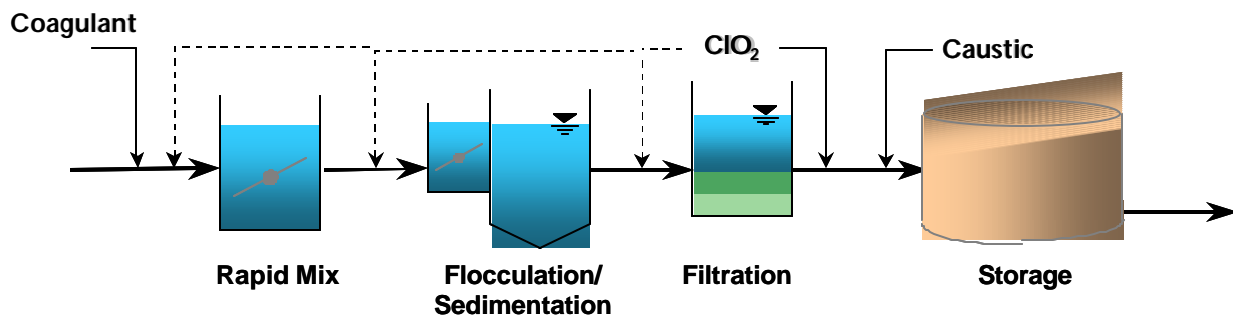 Coagulant
ClO₂
Caustic
Rapid Mix
Flocculation/
Sedimentation
Filtration
Storage